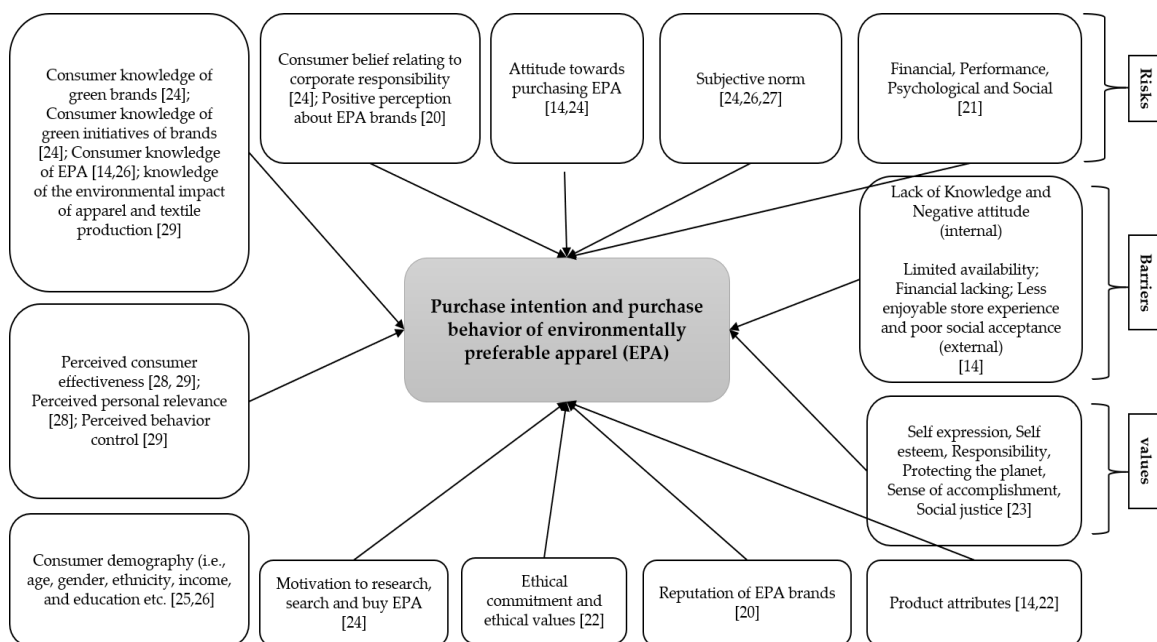 Consumer knowledge of
green brands [24];
Consumer knowledge of
green initiatives of brands
[24]; Consumer knowledge
of EPA [14,26]; knowledge
of the environmental impact
of apparel and textile
production [29]
Consumer belief relating to
corporate responsibility
[24]; Positive perception
about EPA brands [20]
Attitude towards
purchasing EPA
[14,24]
Subjective norm
[24,26,27]
Financial, Performance,
Psychological and Social
[21]
Risks
Lack of Knowledge and
Negative attitude
(internal)
Limited availability;
Financial lacking; Less
enjoyable store experience
and poor social acceptance
(external)
[14]
Barriers
Purchase intention and purchase
behavior of environmentally
preferable apparel (EPA)
Perceived consumer
effectiveness [28, 29];
Perceived personal relevance
[28]; Perceived behavior
control [29]
Self expression, Self
esteem, Responsibility,
Protecting the planet,
Sense of accomplishment,
Social justice [23]
values
Consumer demography (i.e.,
age, gender, ethnicity, income,
and education etc. [25,26]
Motivation to research,
search and buy EPA
[24]
Ethical
commitment and
ethical values [22]
Reputation of EPA brands
[20]
Product attributes [14,22]